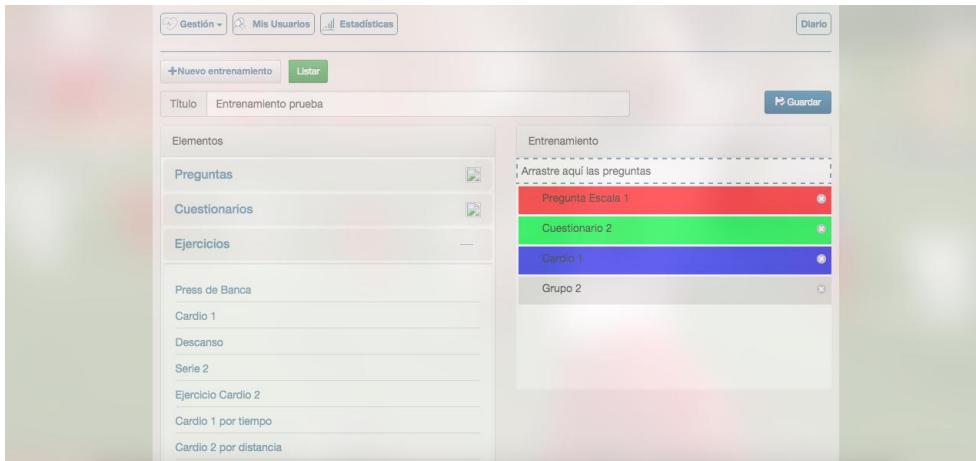 Gestión Mis Usuarios Estadísticas Diario
+Nuevo entrenamiento Listar
Título Entrenamiento prueba Guardar
Elementos
Preguntas
Cuestionarios
Ejercicios
Press de Banca
Cardio 1
Descanso
Serie 2
Ejercicio Cardio 2
Cardio 1 por tiempo
Cardio 2 por distancia
Entrenamiento
Arrastre aquí las preguntas
Pregunta Escala 1
Cuestionario 2
Cardio 1
Grupo 2